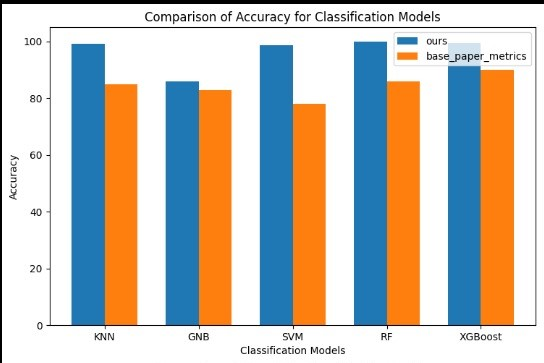 Comparison of Accuracy for Classification Models
ours
base_paper_metrics
100
80
60
40
20
0
Accuracy
KNN GNB SVM RF XGBoost
Classification Models